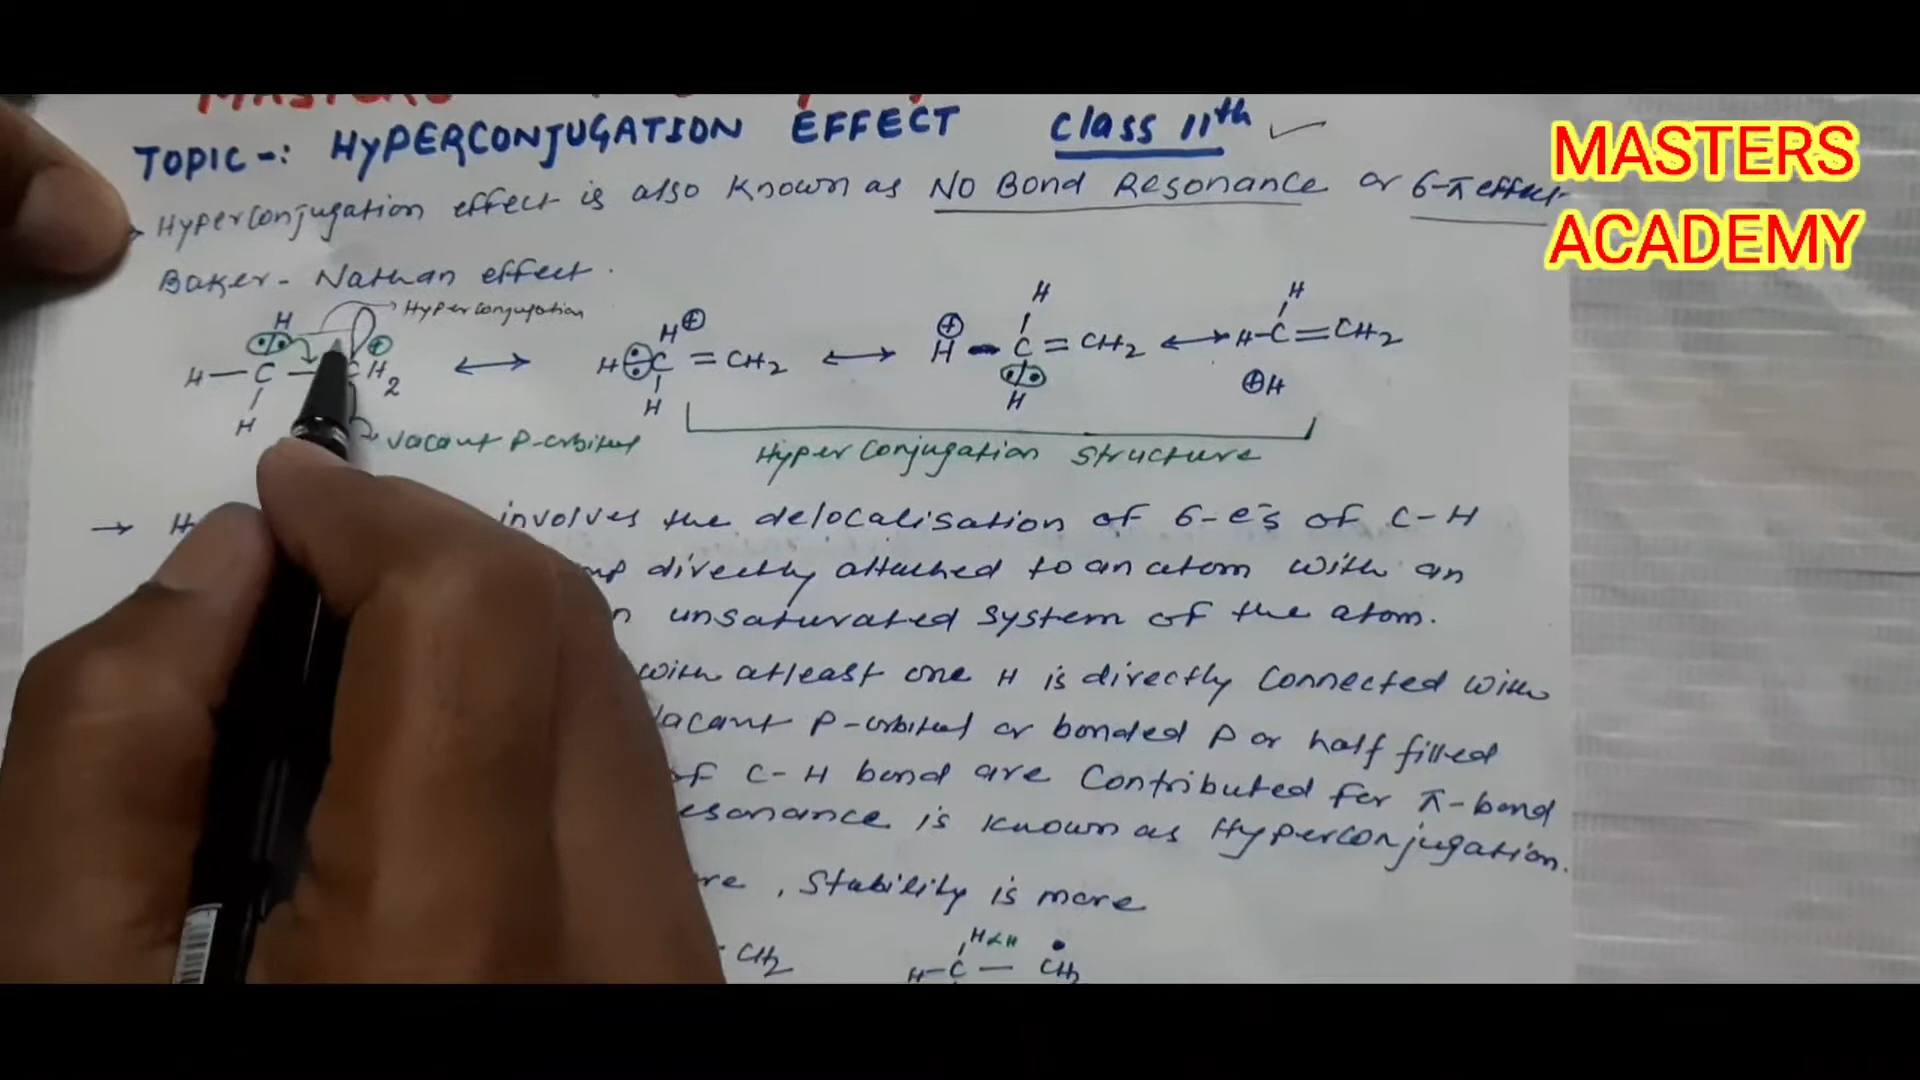 MASTERS
ACADEMY
TOPIC-: HYPERCONJUGATION EFFECT Class 11th
Hyperconjugation effect is also known as NO Bond Resonance or σ-π effect
Baker-Nathan effect.
Hyperconjugation
H
H — C — CH2 ⊕
H
vacant P-orbital
H⊕
H C = CH2
H
H
⊕
H - C = CH2
H
H
H-C = CH2
⊕H
HyperConjugation Structure
→ H involves the delocalisation of σ-e⁻s of C-H
directly attached to an atom with an
unsaturated system of the atom.
with atleast one H is directly connected with
vacant P-orbital or bonded P or half filled
of C-H bond are Contributed for π-bond
resonance is known as Hyperconjugation.
, Stability is more
CH2
H αH
H-C — CH2